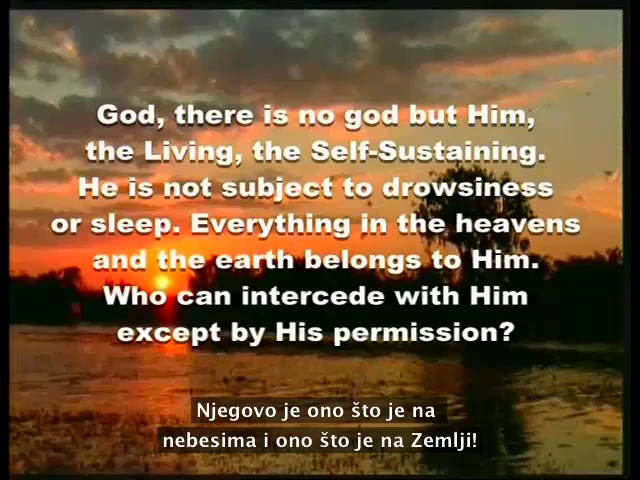 God, there is no god but Him,
the Living, the Self-Sustaining.
He is not subject to drowsiness
or sleep. Everything in the heavens
and the earth belongs to Him.
Who can intercede with Him
except by His permission?
Njegovo je ono što je na
nebesima i ono što je na Zemlji!